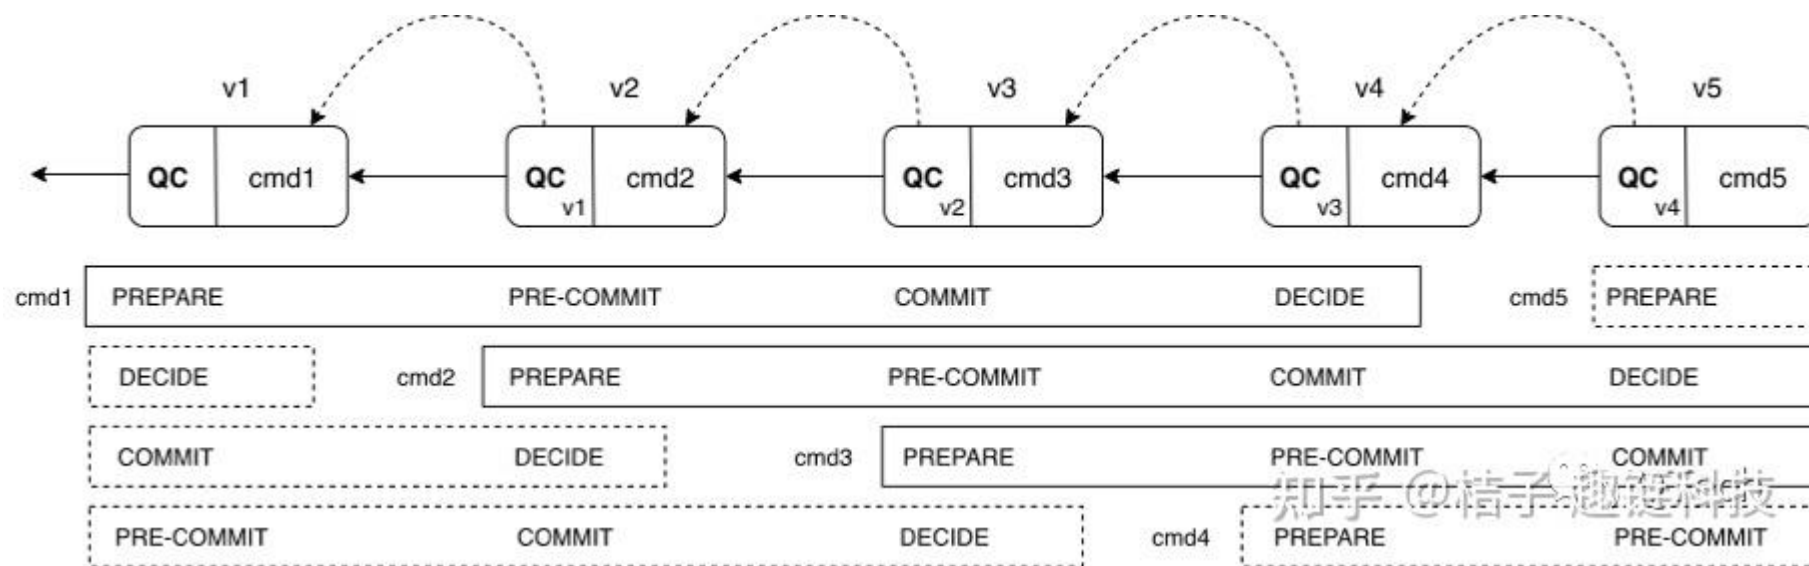 v1 v2 v3 v4 v5
QC cmd1 QC v1 cmd2 QC v2 cmd3 QC v3 cmd4 QC v4 cmd5
cmd1 PREPARE PRE-COMMIT COMMIT DECIDE cmd5 PREPARE
DECIDE cmd2 PREPARE PRE-COMMIT COMMIT DECIDE
COMMIT DECIDE cmd3 PREPARE PRE-COMMIT COMMIT
知乎 @桔子趣链科技
PRE-COMMIT COMMIT DECIDE cmd4 PREPARE PRE-COMMIT